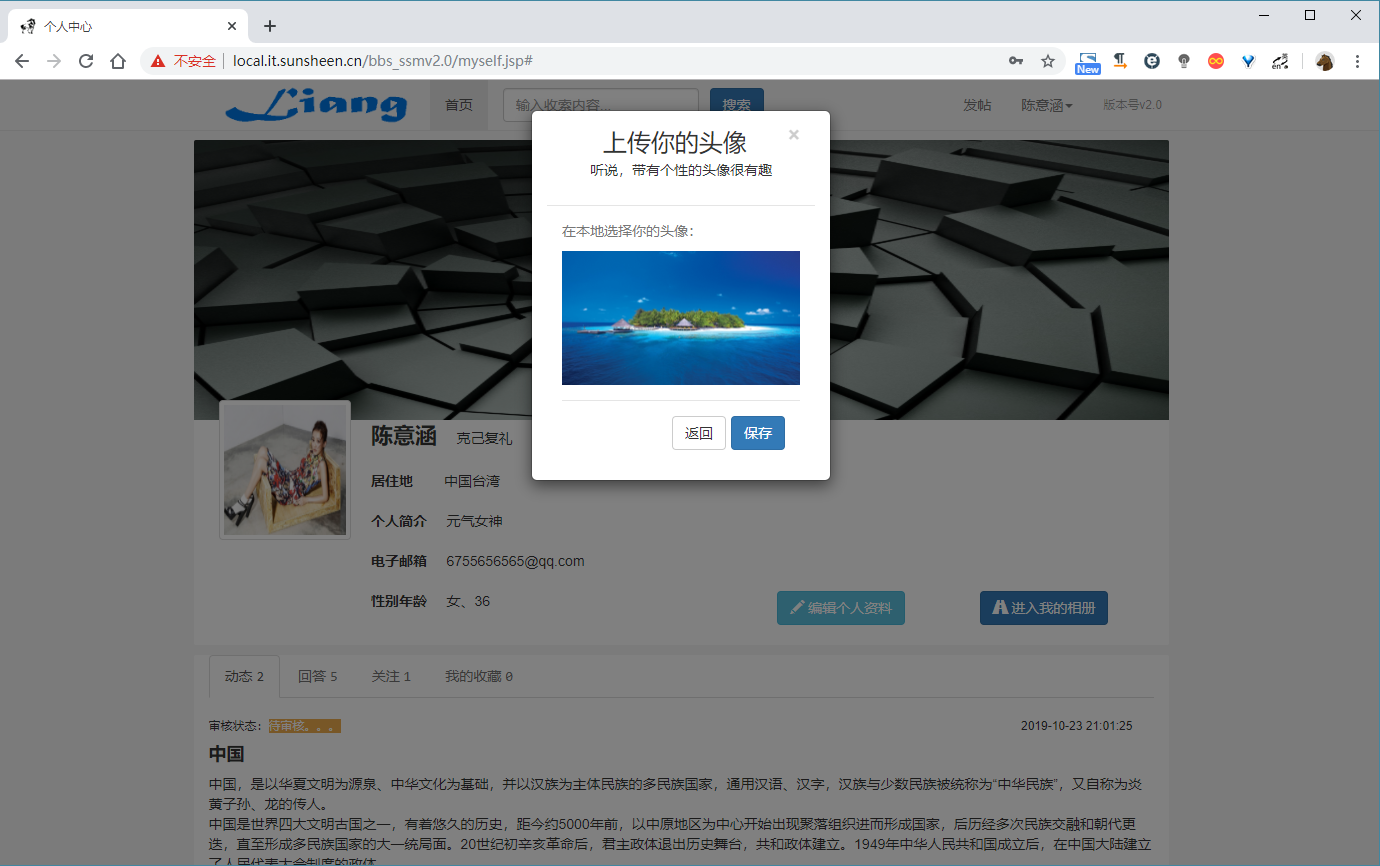 个人中心
不安全 local.it.sunsheen.cn/bbs_ssmv2.0/myself.jsp#
New
en
Liang 首页 输入收索内容... 搜索 发帖 陈意涵 版本号v2.0
上传你的头像 ×
听说，带有个性的头像很有趣
在本地选择你的头像：
返回 保存
陈意涵 克己复礼
居住地 中国台湾
个人简介 元气女神
电子邮箱 6755656565@qq.com
性别年龄 女、36
编辑个人资料 进入我的相册
动态 2 回答 5 关注 1 我的收藏 0
审核状态：待审核。。。 2019-10-23 21:01:25
中国
中国，是以华夏文明为源泉、中华文化为基础，并以汉族为主体民族的多民族国家，通用汉语、汉字，汉族与少数民族被统称为“中华民族”，又自称为炎
黄子孙、龙的传人。
中国是世界四大文明古国之一，有着悠久的历史，距今约5000年前，以中原地区为中心开始出现聚落组织进而形成国家，后历经多次民族交融和朝代更
迭，直至形成多民族国家的大一统局面。20世纪初辛亥革命后，君主政体退出历史舞台，共和政体建立。1949年中华人民共和国成立后，在中国大陆建立
了人民代表大会制度的政体